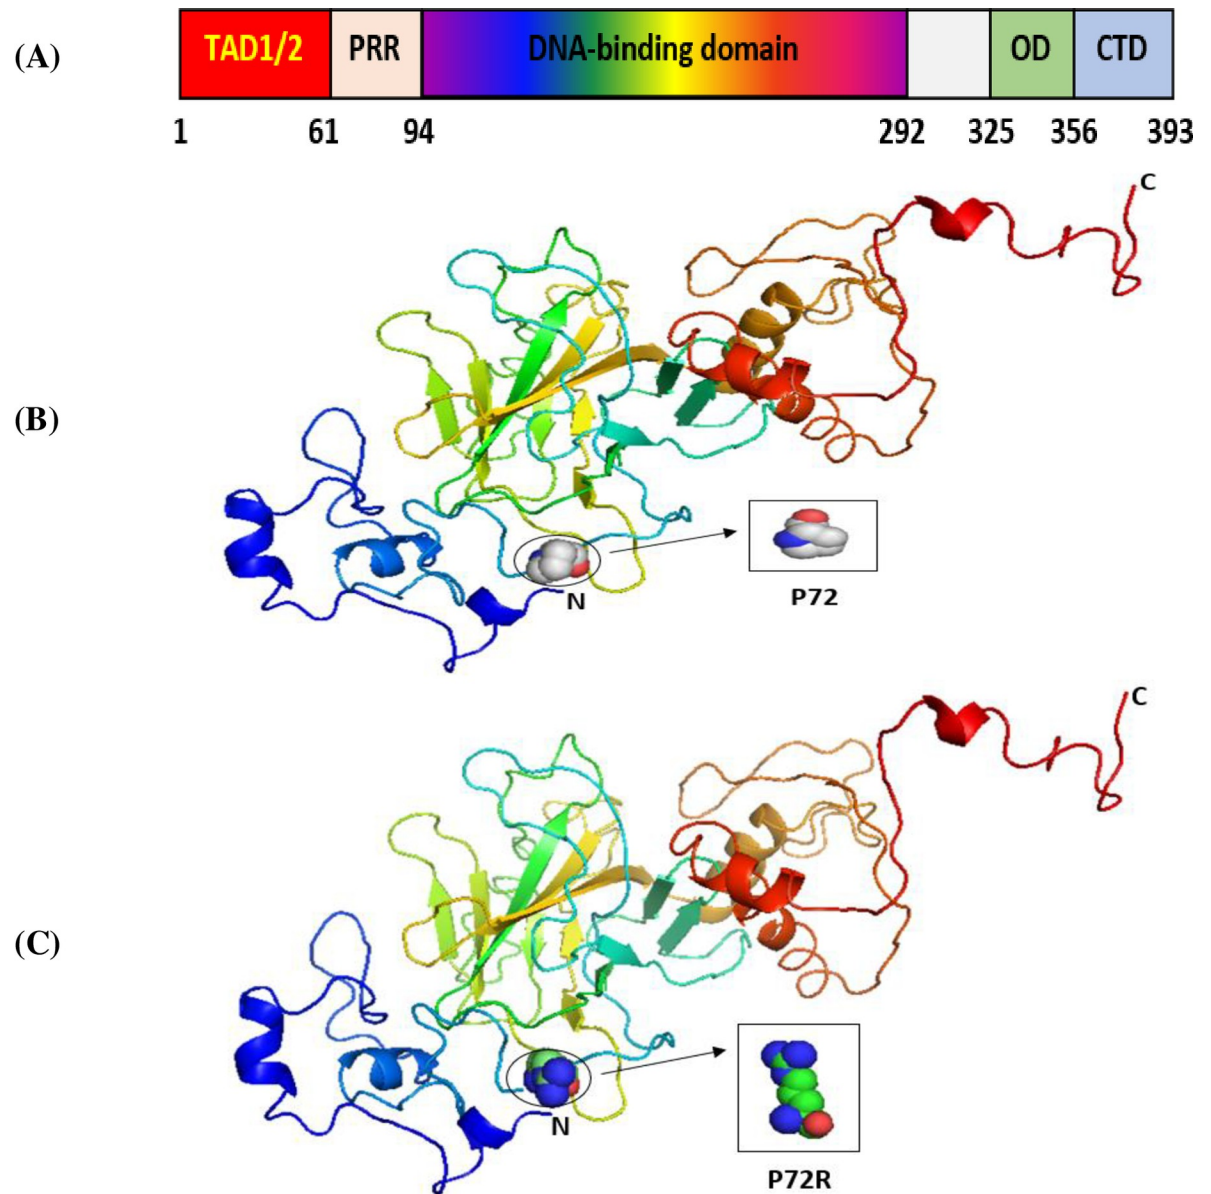 (A)
TAD1/2 PRR DNA-binding domain OD CTD
1 61 94 292 325 356 393
C
(B)
N
P72
C
(C)
N
P72R